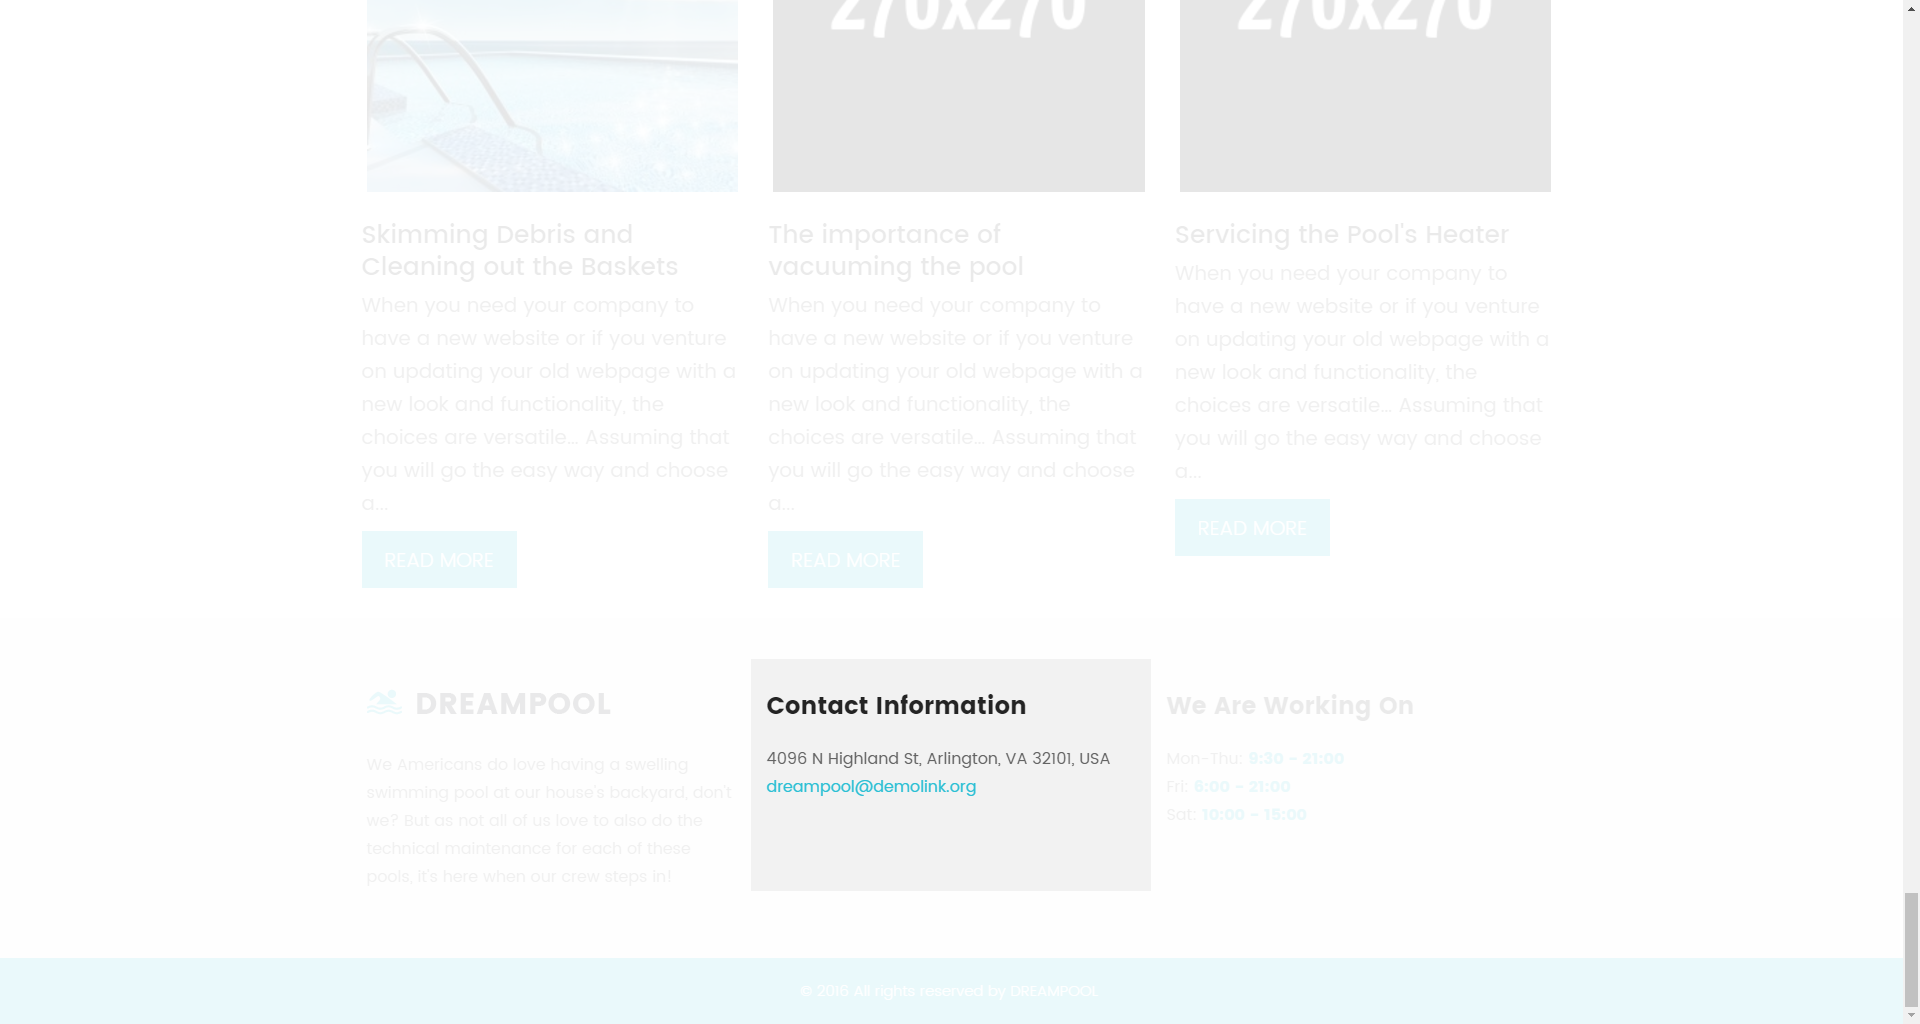 270x270
270x270
Skimming Debris and
Cleaning out the Baskets
When you need your company to
have a new website or if you venture
on updating your old webpage with a
new look and functionality, the
choices are versatile... Assuming that
you will go the easy way and choose
a...
READ MORE
The importance of
vacuuming the pool
When you need your company to
have a new website or if you venture
on updating your old webpage with a
new look and functionality, the
choices are versatile... Assuming that
you will go the easy way and choose
a...
READ MORE
Servicing the Pool's Heater
When you need your company to
have a new website or if you venture
on updating your old webpage with a
new look and functionality, the
choices are versatile... Assuming that
you will go the easy way and choose
a...
READ MORE
DREAMPOOL
We Americans do love having a swelling
swimming pool at our house's backyard, don't
we? But as not all of us love to also do the
technical maintenance for each of these
pools, it's here when our crew steps in!
Contact Information
4096 N Highland St, Arlington, VA 32101, USA
dreampool@demolink.org
We Are Working On
Mon-Thu: 9:30 - 21:00
Fri: 6:00 - 21:00
Sat: 10:00 - 15:00
© 2018 All rights reserved by DREAMPOOL